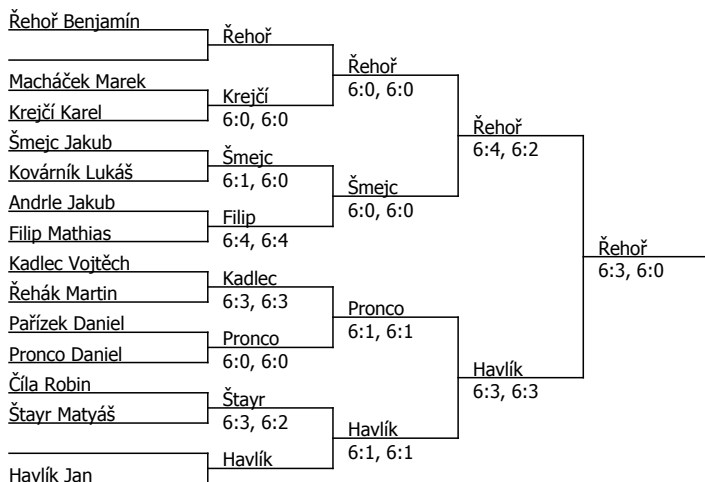 Řehoř Benjamín
Macháček Marek
Krejčí Karel
Šmejc Jakub
Kovárník Lukáš
Andrle Jakub
Filip Mathias
Kadlec Vojtěch
Řehák Martin
Pařízek Daniel
Pronco Daniel
Číla Robin
Štayr Matyáš
Havlík Jan
Řehoř
Krejčí
6:0, 6:0
Šmejc
6:1, 6:0
Filip
6:4, 6:4
Kadlec
6:3, 6:3
Pronco
6:0, 6:0
Štayr
6:3, 6:2
Havlík
Řehoř
6:0, 6:0
Šmejc
6:0, 6:0
Pronco
6:1, 6:1
Havlík
6:1, 6:1
Řehoř
6:4, 6:2
Havlík
6:3, 6:3
Řehoř
6:3, 6:0